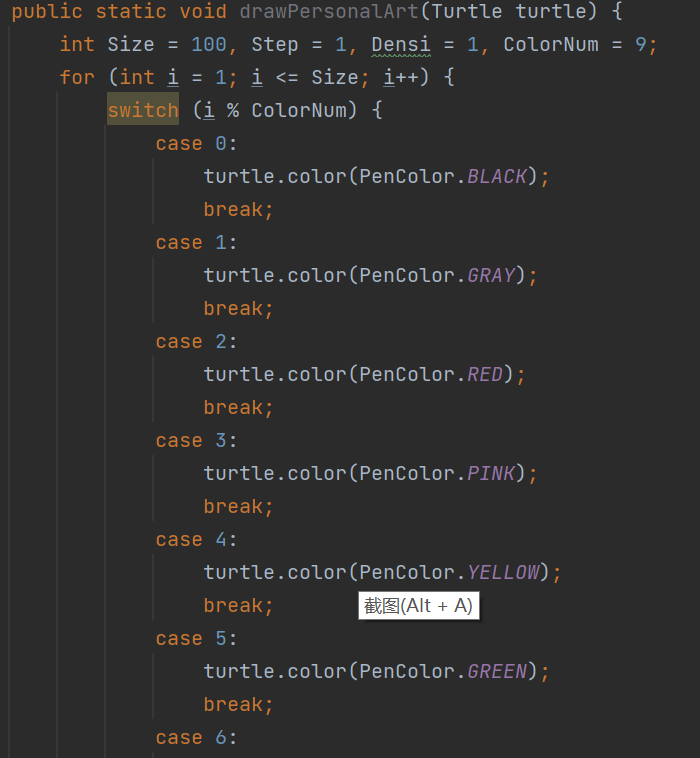 public static void drawPersonalArt(Turtle turtle) {
    int Size = 100, Step = 1, Densi = 1, ColorNum = 9;
    for (int i = 1; i <= Size; i++) {
        switch (i % ColorNum) {
            case 0:
                turtle.color(PenColor.BLACK);
                break;
            case 1:
                turtle.color(PenColor.GRAY);
                break;
            case 2:
                turtle.color(PenColor.RED);
                break;
            case 3:
                turtle.color(PenColor.PINK);
                break;
            case 4:
                turtle.color(PenColor.YELLOW);
                break;
截图(Alt + A)
            case 5:
                turtle.color(PenColor.GREEN);
                break;
            case 6: